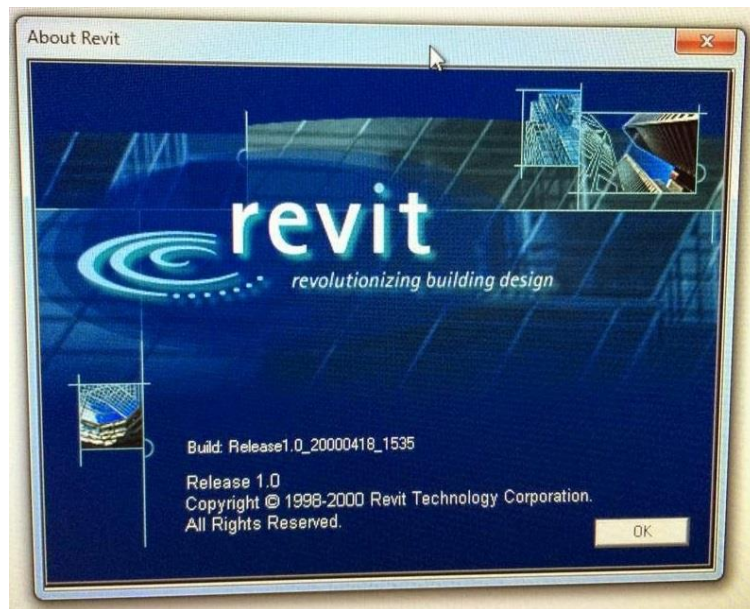 About Revit
revit
revolutionizing building design
Build: Release1.0_20000418_1535
Release 1.0
Copyright © 1998-2000 Revit Technology Corporation.
All Rights Reserved.
OK